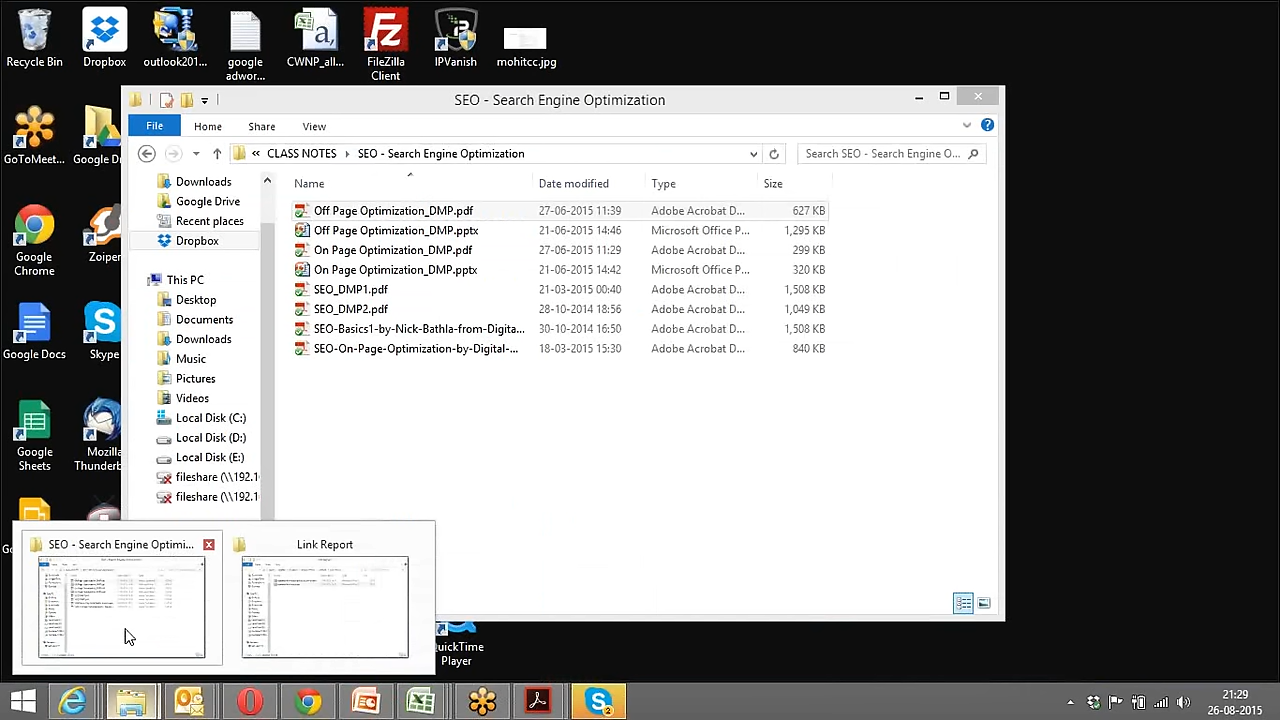 Recycle Bin
Dropbox
outlook201...
google
adwor...
CWNP_all...
FileZilla
Client
IPVanish
mohitcc.jpg
SEO - Search Engine Optimization
File
Home
Share
View
« CLASS NOTES
SEO - Search Engine Optimization
Search SEO - Search Engine O...
GoToMeet...
Google Dr
Google
Chrome
Zoiper
Google Docs
Skype
Google
Sheets
Mozilla
Thunderb
Downloads
Google Drive
Recent places
Dropbox
This PC
Desktop
Documents
Downloads
Music
Pictures
Videos
Local Disk (C:)
Local Disk (D:)
Local Disk (E:)
fileshare (\\192.1
fileshare (\\192.1
Name Date modified Type Size
Off Page Optimization_DMP.pdf 27-06-2015 11:39 Adobe Acrobat D... 627 KB
Off Page Optimization_DMP.pptx 21-06-2015 14:46 Microsoft Office P... 1,295 KB
On Page Optimization_DMP.pdf 27-06-2015 11:29 Adobe Acrobat D... 299 KB
On Page Optimization_DMP.pptx 21-06-2015 14:42 Microsoft Office P... 320 KB
SEO_DMP1.pdf 21-03-2015 00:40 Adobe Acrobat D... 1,508 KB
SEO_DMP2.pdf 28-10-2014 18:56 Adobe Acrobat D... 1,049 KB
SEO-Basics1-by-Nick-Bathla-from-Digita... 30-10-2014 16:50 Adobe Acrobat D... 1,508 KB
SEO-On-Page-Optimization-by-Digital-... 18-03-2015 15:30 Adobe Acrobat D... 840 KB
SEO - Search Engine Optimi...
Link Report
QuickTime
Player
21:29
26-08-2015